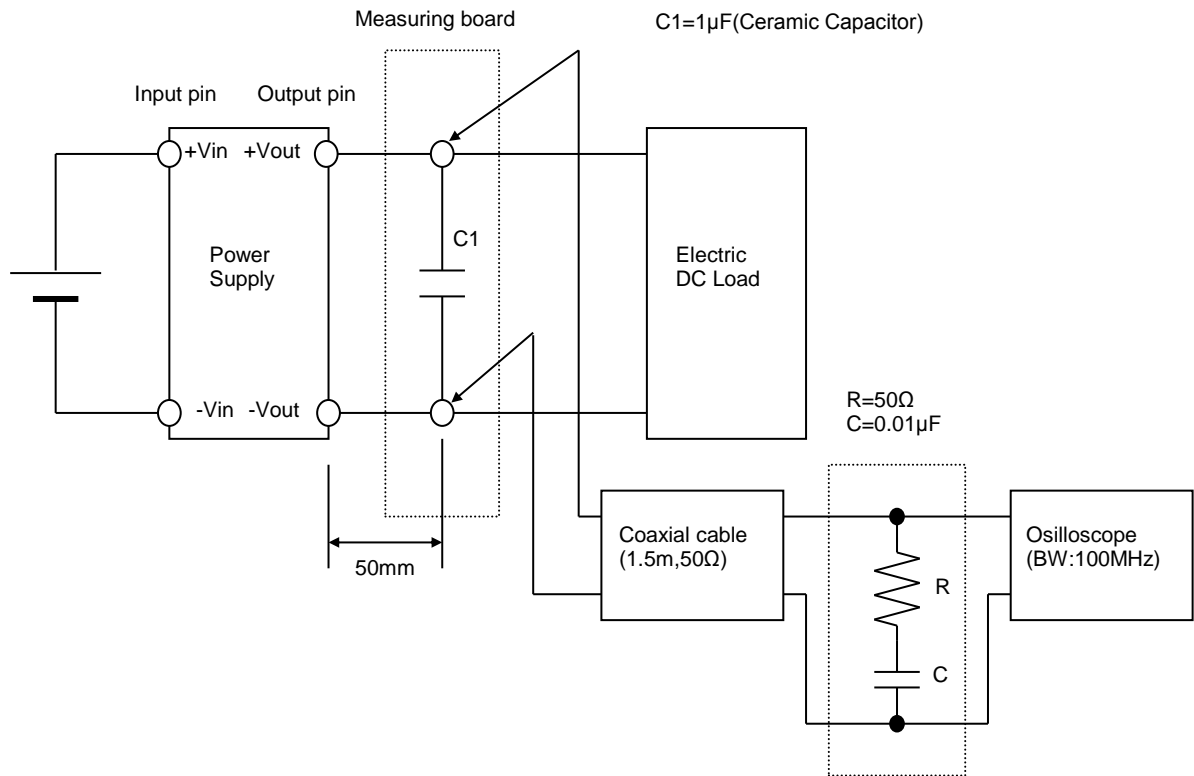 Measuring board
C1=1µF(Ceramic Capacitor)
Input pin
Output pin
+Vin
+Vout
C1
Power
Supply
Electric
DC Load
-Vin
-Vout
R=50Ω
C=0.01µF
50mm
Coaxial cable
(1.5m,50Ω)
R
C
Osilloscope
(BW:100MHz)